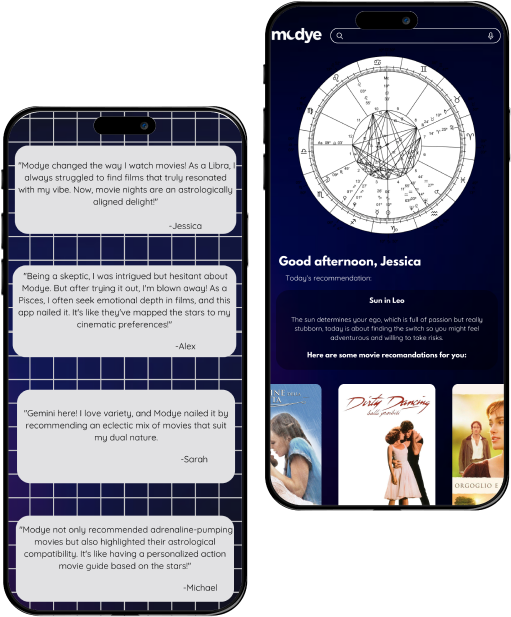 "Modye changed the way I watch movies! As a Libra, I
always struggled to find films that truly resonated
with my vibe. Now, movie nights are an astrologically
aligned delight!"
-Jessica
"Being a skeptic, I was intrigued but hesitant about
Modye. But after trying it out, I'm blown away! As a
Pisces, I often seek emotional depth in films, and this
app nailed it. It's like they've mapped the stars to my
cinematic preferences!"
-Alex
"Gemini here! I love variety, and Modye nailed it by
recommending an eclectic mix of movies that suit
my dual nature.
-Sarah
"Modye not only recommended adrenaline-pumping
movies but also highlighted their astrological
compatibility. It's like having a personalized action
movie guide based on the stars!"
-Michael
modye
Good afternoon, Jessica
Today's recommendation:
Sun in Leo
The sun determines your ego, which is full of passion but really
stubborn, today is about finding the switch so you might feel
adventurous and willing to take risks.
Here are some movie recomandations for you:
Dirty Dancing
balli proibiti
ORGOGLIO E